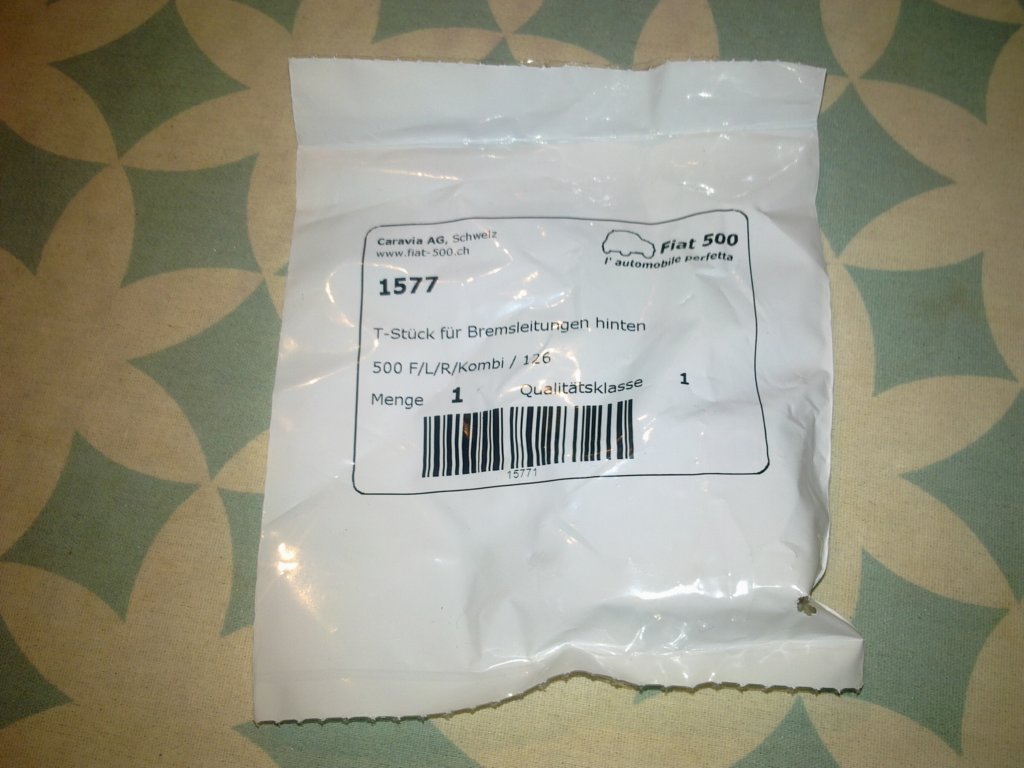 Caravia AG, Schweiz
www.fiat-500.ch
Fiat 500
l' automobile perfetta
1577
T-Stück für Bremsleitungen hinten
500 F/L/R/Kombi / 126
Menge 1 Qualitätsklasse 1
15771